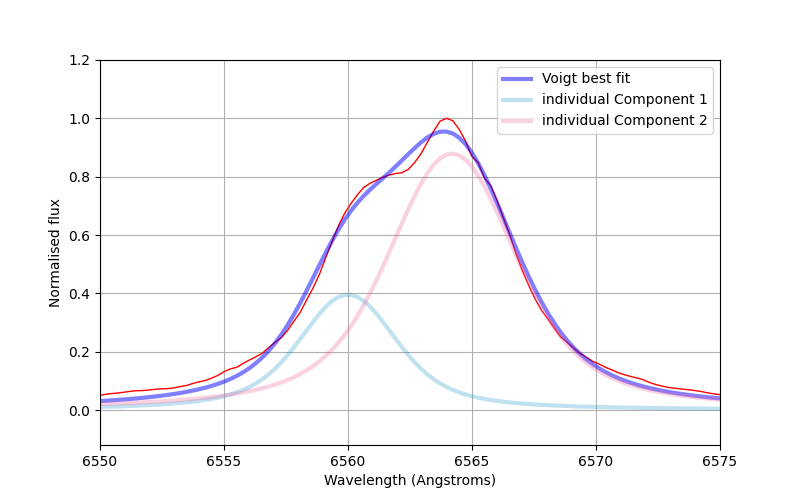 1.2
1.0
0.8
0.6
0.4
0.2
0.0
Normalised flux
Voigt best fit
individual Component 1
individual Component 2
6550 6555 6560 6565 6570 6575
Wavelength (Angstroms)